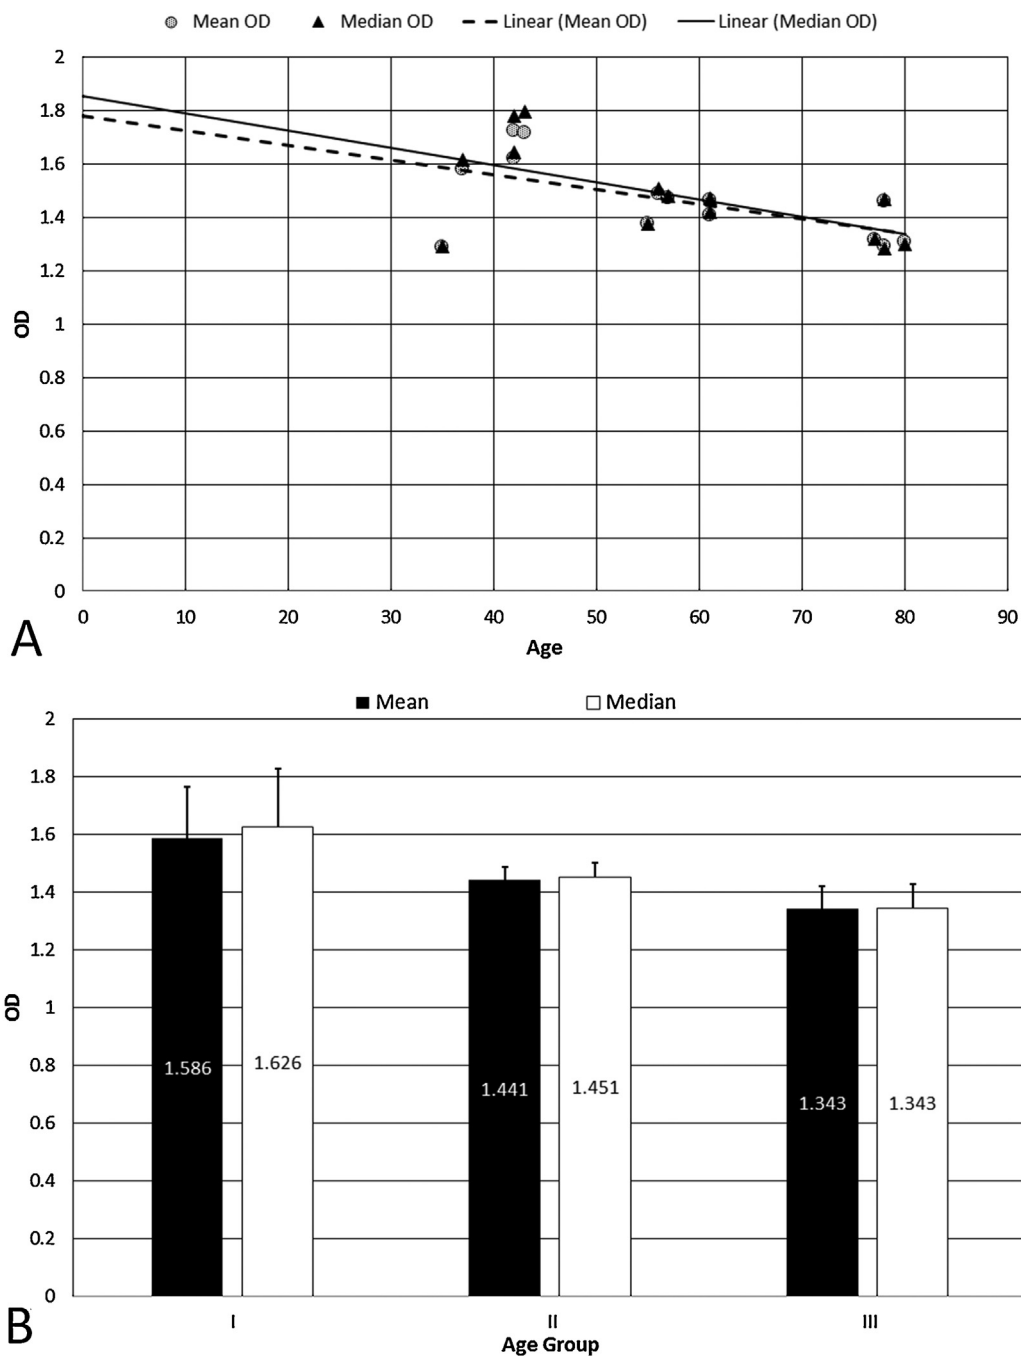 Mean OD Median OD Linear (Mean OD) Linear (Median OD)
2
1.8
1.6
1.4
1.2
1
0.8
0.6
0.4
0.2
0
OD
0 10 20 30 40 50 60 70 80 90
Age
A
Mean Median
2
1.8
1.6
1.4
1.2
1
0.8
0.6
0.4
0.2
0
OD
1.586 1.626 1.441 1.451 1.343 1.343
I II III
Age Group
B